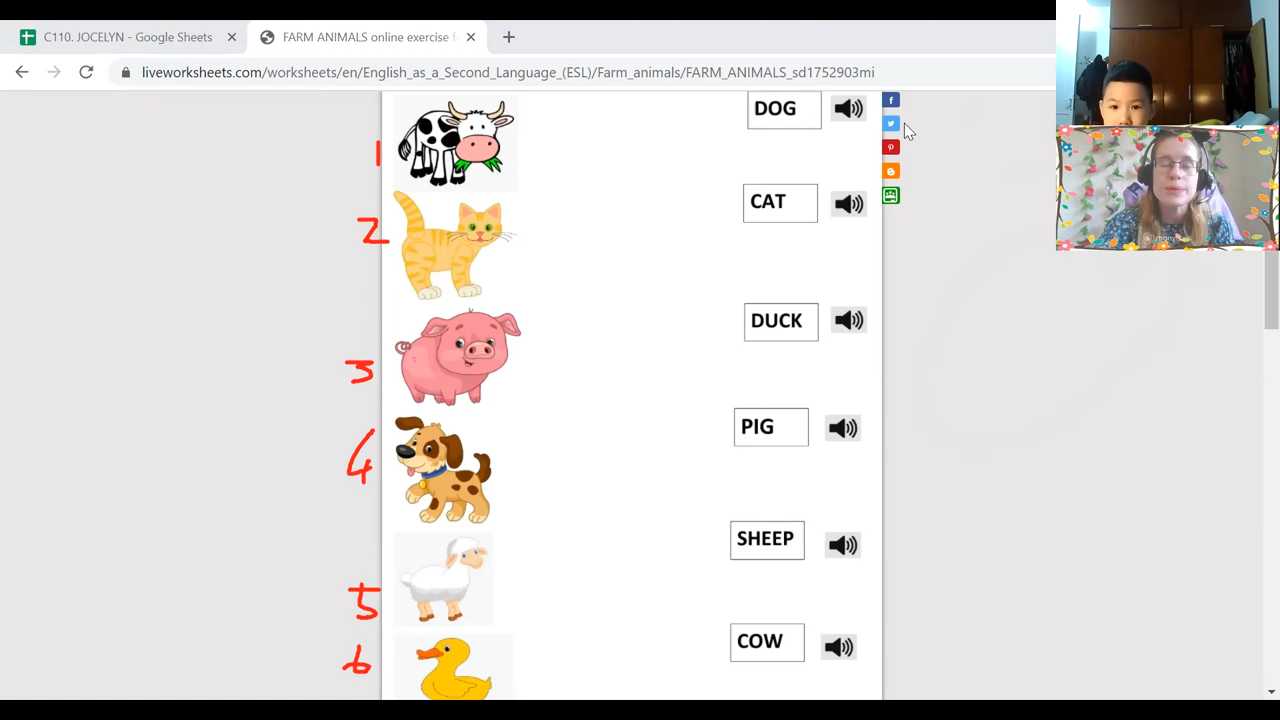 C110. JOCELYN - Google Sheets
FARM ANIMALS online exercise f
liveworksheets.com/worksheets/en/English_as_a_Second_Language_(ESL)/Farm_animals/FARM_ANIMALS_sd1752903mi
1
DOG
2
CAT
3
DUCK
4
PIG
5
SHEEP
6
COW
many